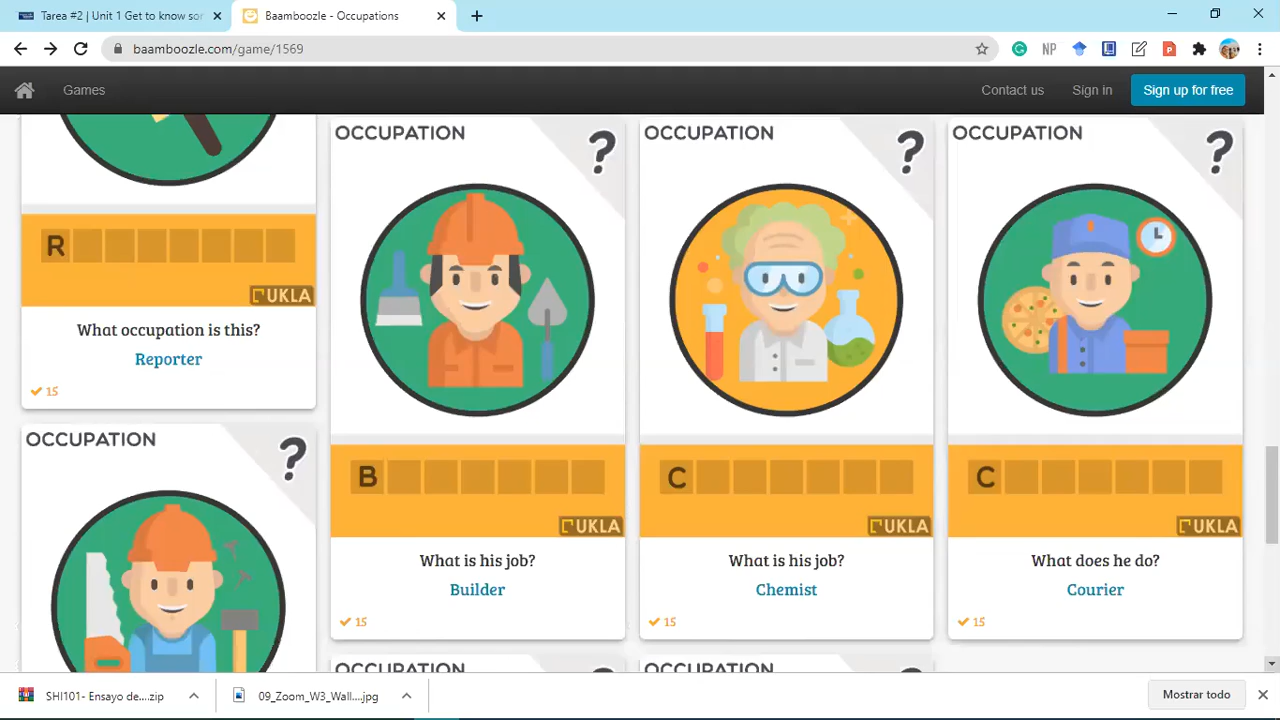 Tarea #2 | Unit 1 Get to know sor
Baamboozle - Occupations
baamboozle.com/game/1569
NP
Games
Contact us
Sign in
Sign up for free
R
UKLA
What occupation is this?
Reporter
15
OCCUPATION
?
OCCUPATION
?
B
UKLA
What is his job?
Builder
15
OCCUPATION
?
C
UKLA
What is his job?
Chemist
15
OCCUPATION
?
C
UKLA
What does he do?
Courier
15
OCCUPATION
OCCUPATION
SHI101- Ensayo de....zip
09_Zoom_W3_Wall....jpg
Mostrar todo